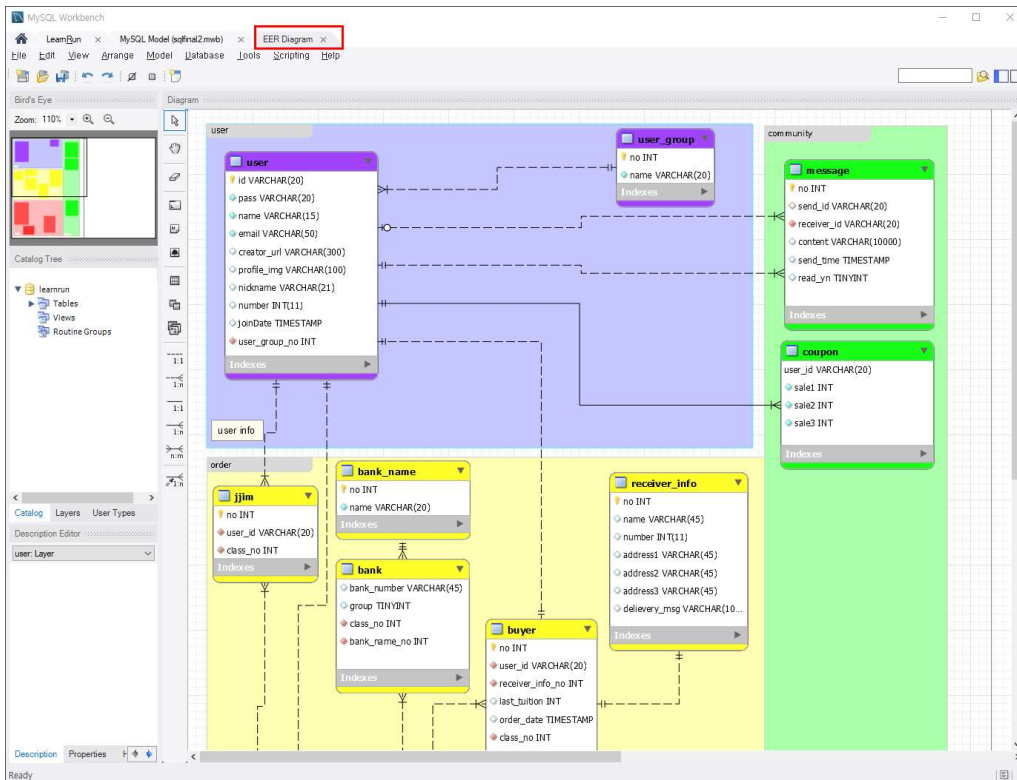 MySQL Workbench
LearnRun × MySQL Model (sqlfinal2.mwb) × EER Diagram ×
File Edit View Arrange Model Database Tools Scripting Help
Bird's Eye
Zoom: 110%
Diagram
user
user
id VARCHAR(20)
pass VARCHAR(20)
name VARCHAR(15)
email VARCHAR(50)
creator_url VARCHAR(300)
profile_img VARCHAR(100)
nickname VARCHAR(21)
number INT(11)
joinDate TIMESTAMP
user_group_no INT
Indexes
user info
user_group
no INT
name VARCHAR(20)
Indexes
community
message
no INT
send_id VARCHAR(20)
receiver_id VARCHAR(20)
content VARCHAR(10000)
send_time TIMESTAMP
read_yn TINYINT
Indexes
coupon
user_id VARCHAR(20)
sale1 INT
sale2 INT
sale3 INT
Indexes
order
jjim
no INT
user_id VARCHAR(20)
class_no INT
Indexes
bank_name
no INT
name VARCHAR(20)
Indexes
bank
bank_number VARCHAR(45)
group TINYINT
class_no INT
bank_name_no INT
Indexes
buyer
no INT
user_id VARCHAR(20)
receiver_info_no INT
last_tuition INT
order_date TIMESTAMP
class_no INT
receiver_info
no INT
name VARCHAR(45)
number INT(11)
address1 VARCHAR(45)
address2 VARCHAR(45)
address3 VARCHAR(45)
delievery_msg VARCHAR(10...
Indexes
1:1
1:n
1:1
1:n
n:m
1:n
Catalog Tree
learnrun
Tables
Views
Routine Groups
Catalog Layers User Types
Description Editor
user: Layer
Description Properties H
Ready